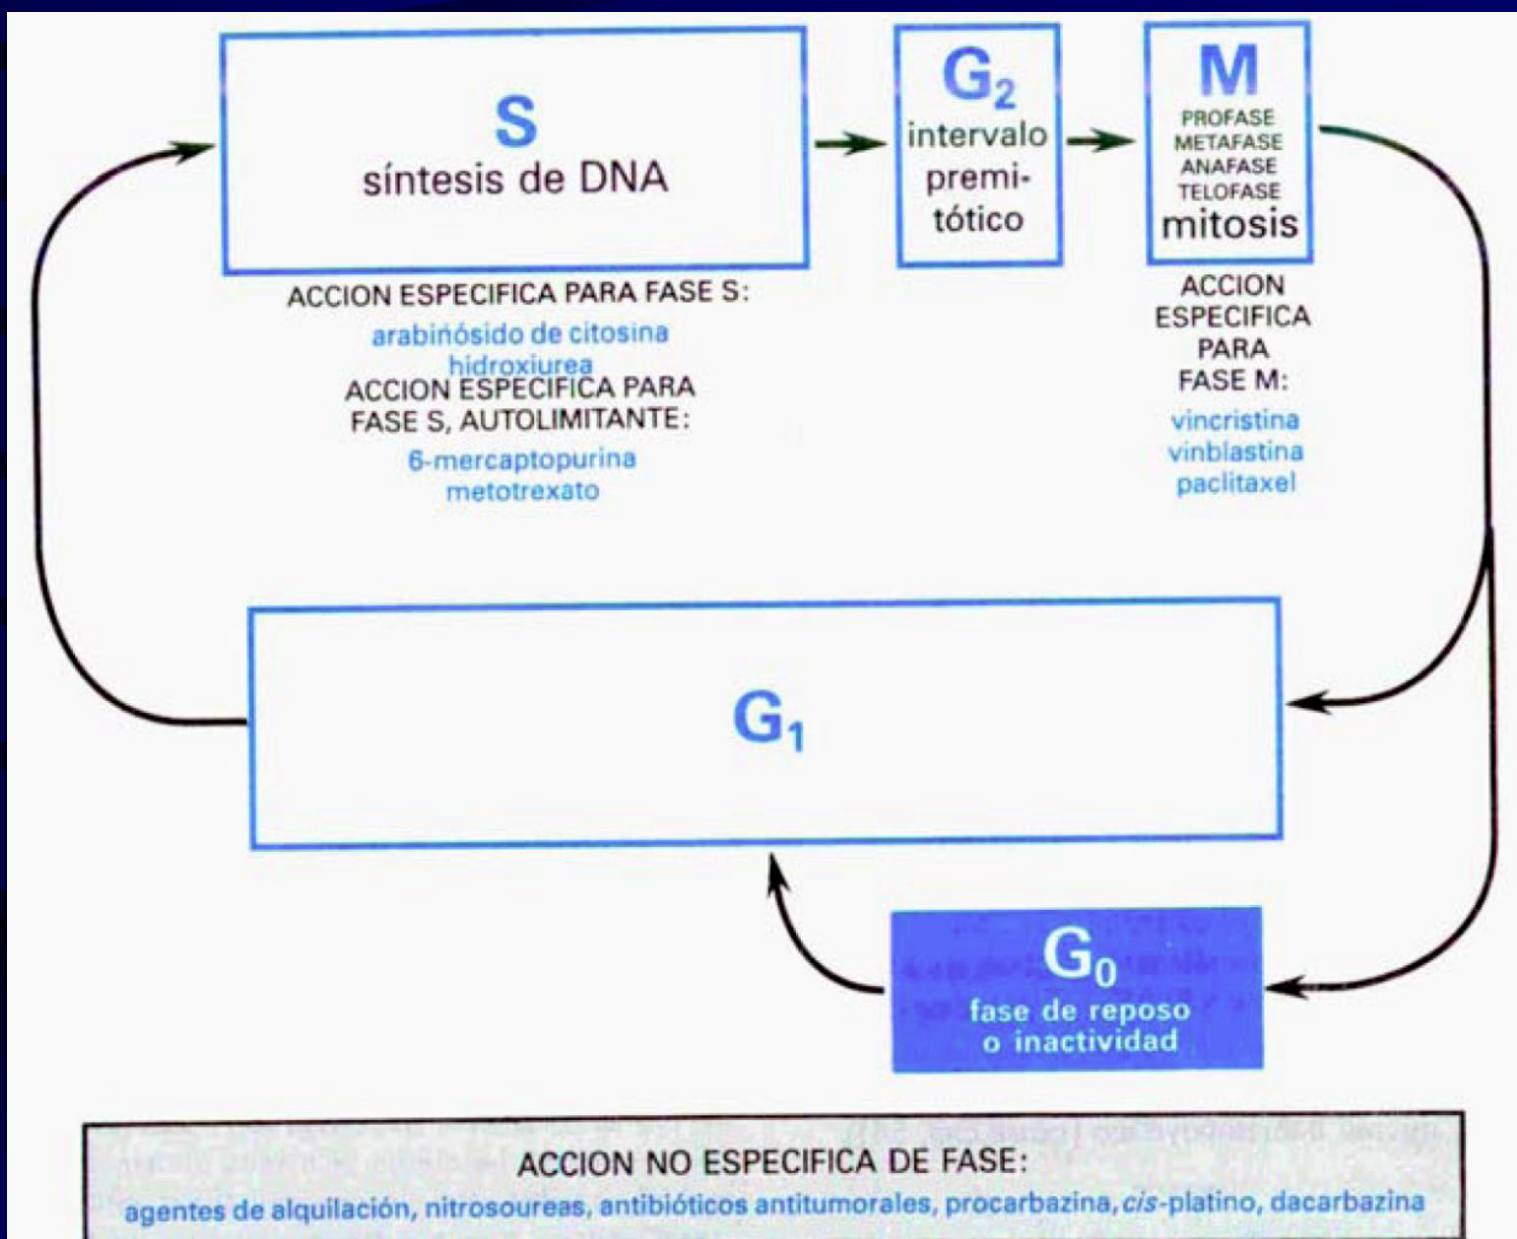 S
síntesis de DNA
G₂
intervalo
premi-
tótico
M
PROFASE
METAFASE
ANAFASE
TELOFASE
mitosis
ACCION ESPECIFICA PARA FASE S:
arabinósido de citosina
hidroxiurea
ACCION ESPECIFICA PARA
FASE S, AUTOLIMITANTE:
6-mercaptopurina
metotrexato
ACCION
ESPECIFICA
PARA
FASE M:
vincristina
vinblastina
paclitaxel
G₁
G₀
fase de reposo
o inactividad
ACCION NO ESPECIFICA DE FASE:
agentes de alquilación, nitrosoureas, antibióticos antitumorales, procarbazina, cis-platino, dacarbazina